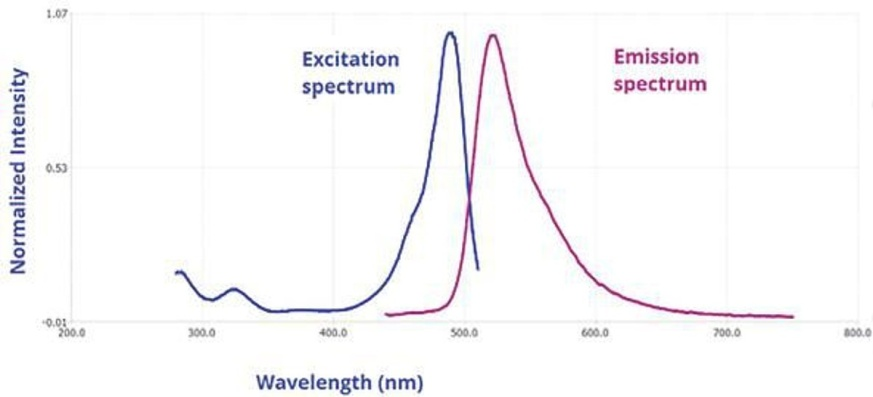 1.07
Excitation
spectrum
Emission
spectrum
Normalized Intensity
0.53
-0.01
200.0 300.0 400.0 500.0 600.0 700.0 800.0
Wavelength (nm)